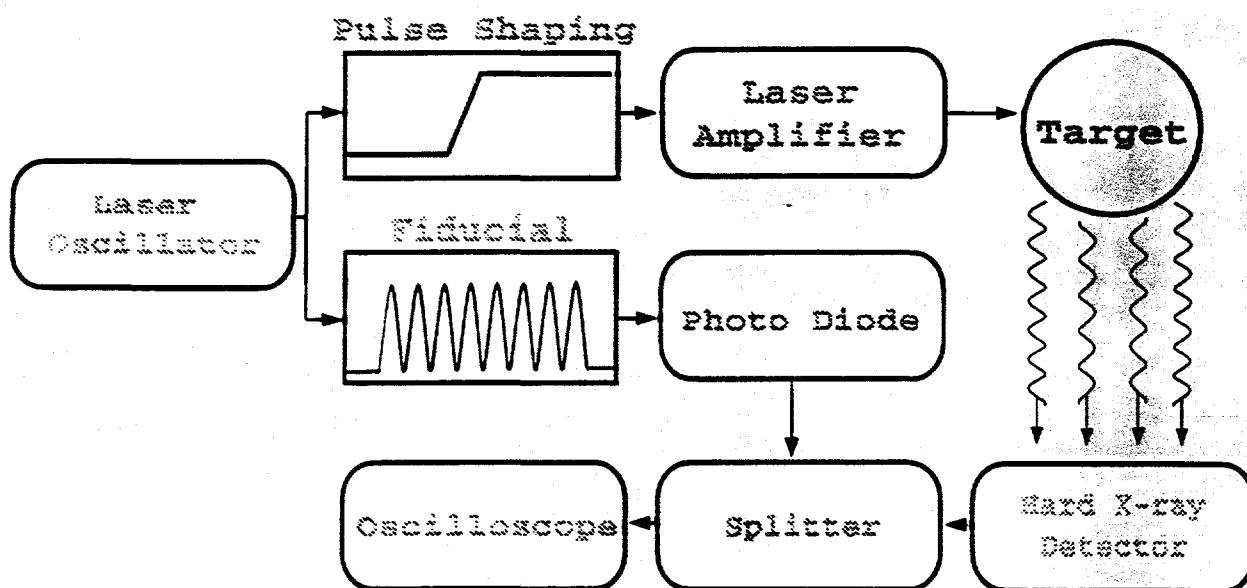 Pulse Shaping
Laser
Amplifier
Target
Laser
Oscillator
Fiducial
Photo Diode
Oscilloscope
Splitter
Hard X-ray
Detector